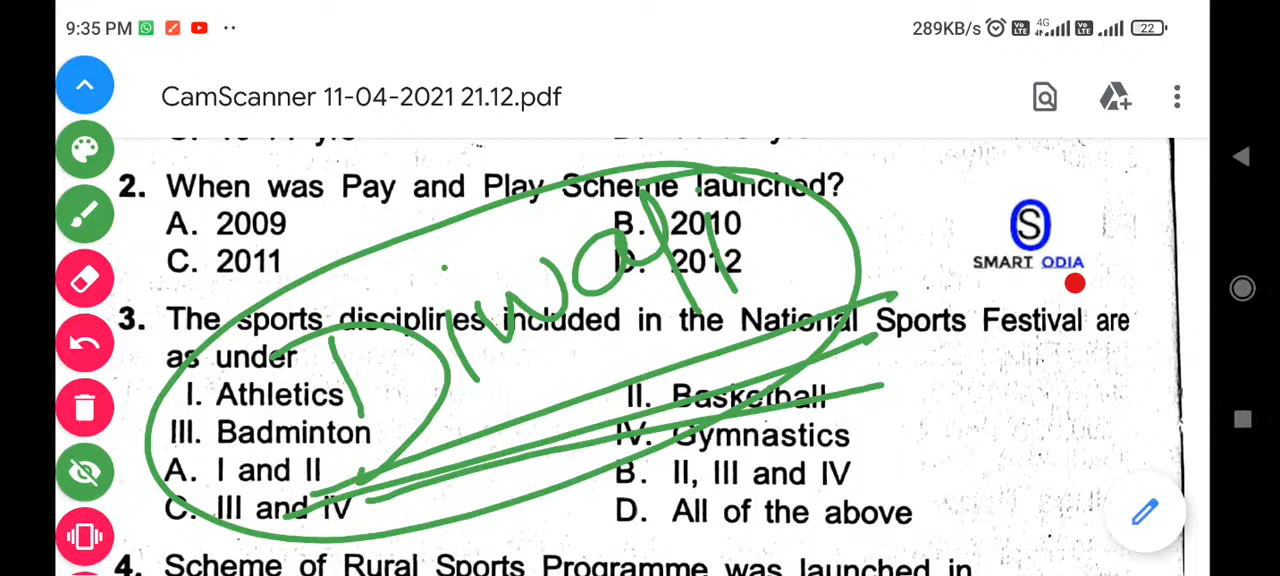 9:35 PM
289KB/s 4G 22
CamScanner 11-04-2021 21.12.pdf
2. When was Pay and Play Scheme launched?
A. 2009 B. 2010
C. 2011 D. 2012
S
SMART ODIA
Diwali
3. The sports disciplines included in the National Sports Festival are
as under
I. Athletics II. Basketball
III. Badminton IV. Gymnastics
A. I and II B. II, III and IV
C. III and IV D. All of the above
4. Scheme of Rural Sports Programme was launched in